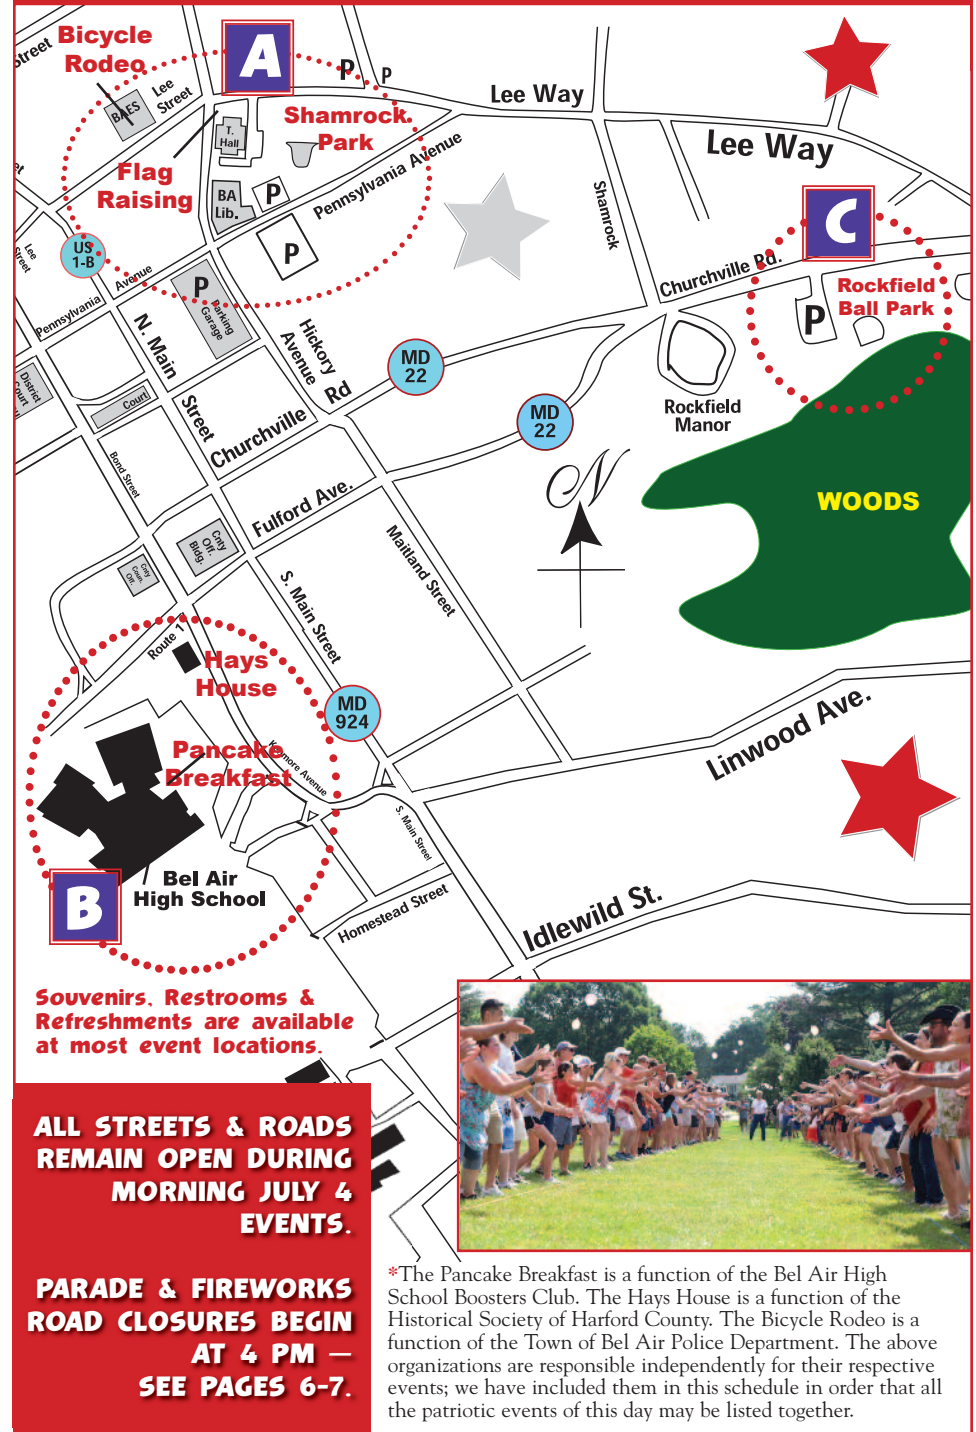 Street
Bicycle
Rodeo
A
P
P
Lee Way
BAES
Lee
Street
T.
Hall
Shamrock
Park
Lee Way
Flag
Raising
BA
Lib.
P
Pennsylvania Avenue
P
Shamrock
C
US
1-B
Lee
Street
Pennsylvania
Avenue
P
Parking
Garage
Churchville Rd.
Rockfield
Ball Park
P
N. Main
Street
Hickory
Avenue
MD
22
District
Court
Court
Churchville
Rd
MD
22
Rockfield
Manor
Bond Street
Fulford Ave.
N
WOODS
Cnty
Off.
Bldg.
Cnty
Coun.
Off.
Maitland Street
S. Main Street
Route 1
Hays
House
MD
924
Linwood Ave.
Pancake
Breakfast
Kenmore Avenue
S. Main Street
Bel Air
High School
B
Homestead Street
Idlewild St.
Souvenirs, Restrooms &
Refreshments are available
at most event locations.
ALL STREETS & ROADS
REMAIN OPEN DURING
MORNING JULY 4
EVENTS.
PARADE & FIREWORKS
ROAD CLOSURES BEGIN
AT 4 PM —
SEE PAGES 6-7.
*The Pancake Breakfast is a function of the Bel Air High
School Boosters Club. The Hays House is a function of the
Historical Society of Harford County. The Bicycle Rodeo is a
function of the Town of Bel Air Police Department. The above
organizations are responsible independently for their respective
events; we have included them in this schedule in order that all
the patriotic events of this day may be listed together.